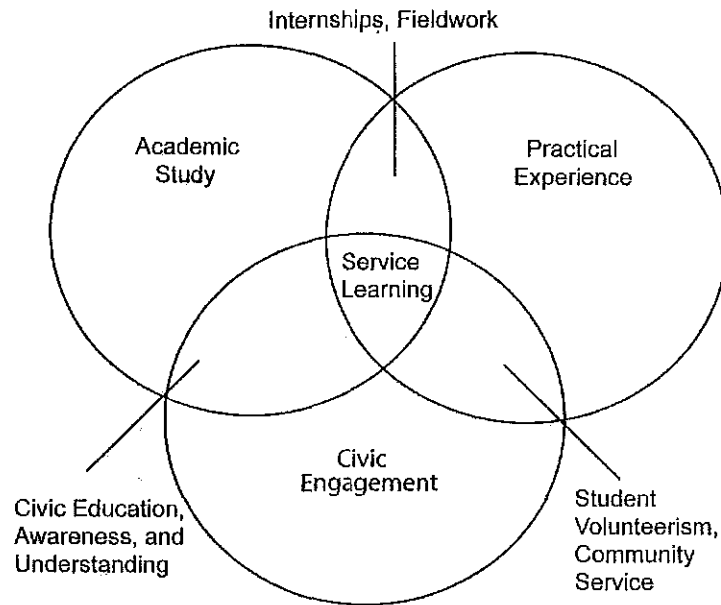 Internships, Fieldwork
Academic
Study
Practical
Experience
Service
Learning
Civic
Engagement
Civic Education,
Awareness, and
Understanding
Student
Volunteerism,
Community
Service